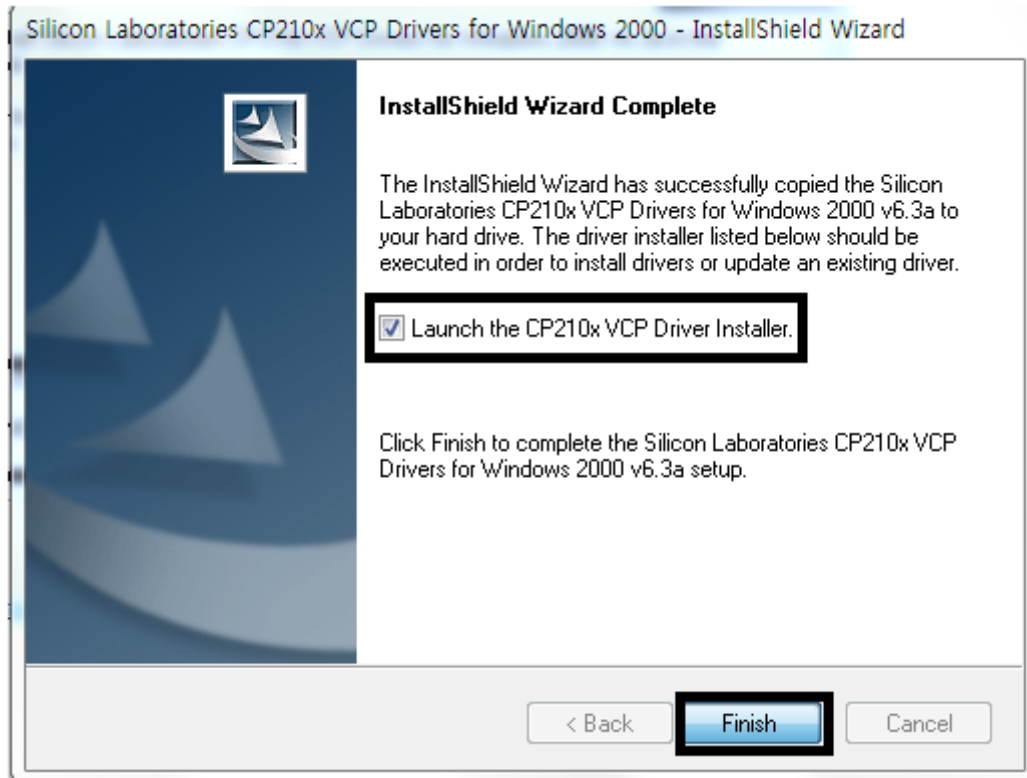 Silicon Laboratories CP210x VCP Drivers for Windows 2000 - InstallShield Wizard
InstallShield Wizard Complete
The InstallShield Wizard has successfully copied the Silicon
Laboratories CP210x VCP Drivers for Windows 2000 v6.3a to
your hard drive. The driver installer listed below should be
executed in order to install drivers or update an existing driver.
Launch the CP210x VCP Driver Installer.
Click Finish to complete the Silicon Laboratories CP210x VCP
Drivers for Windows 2000 v6.3a setup.
< Back Finish Cancel